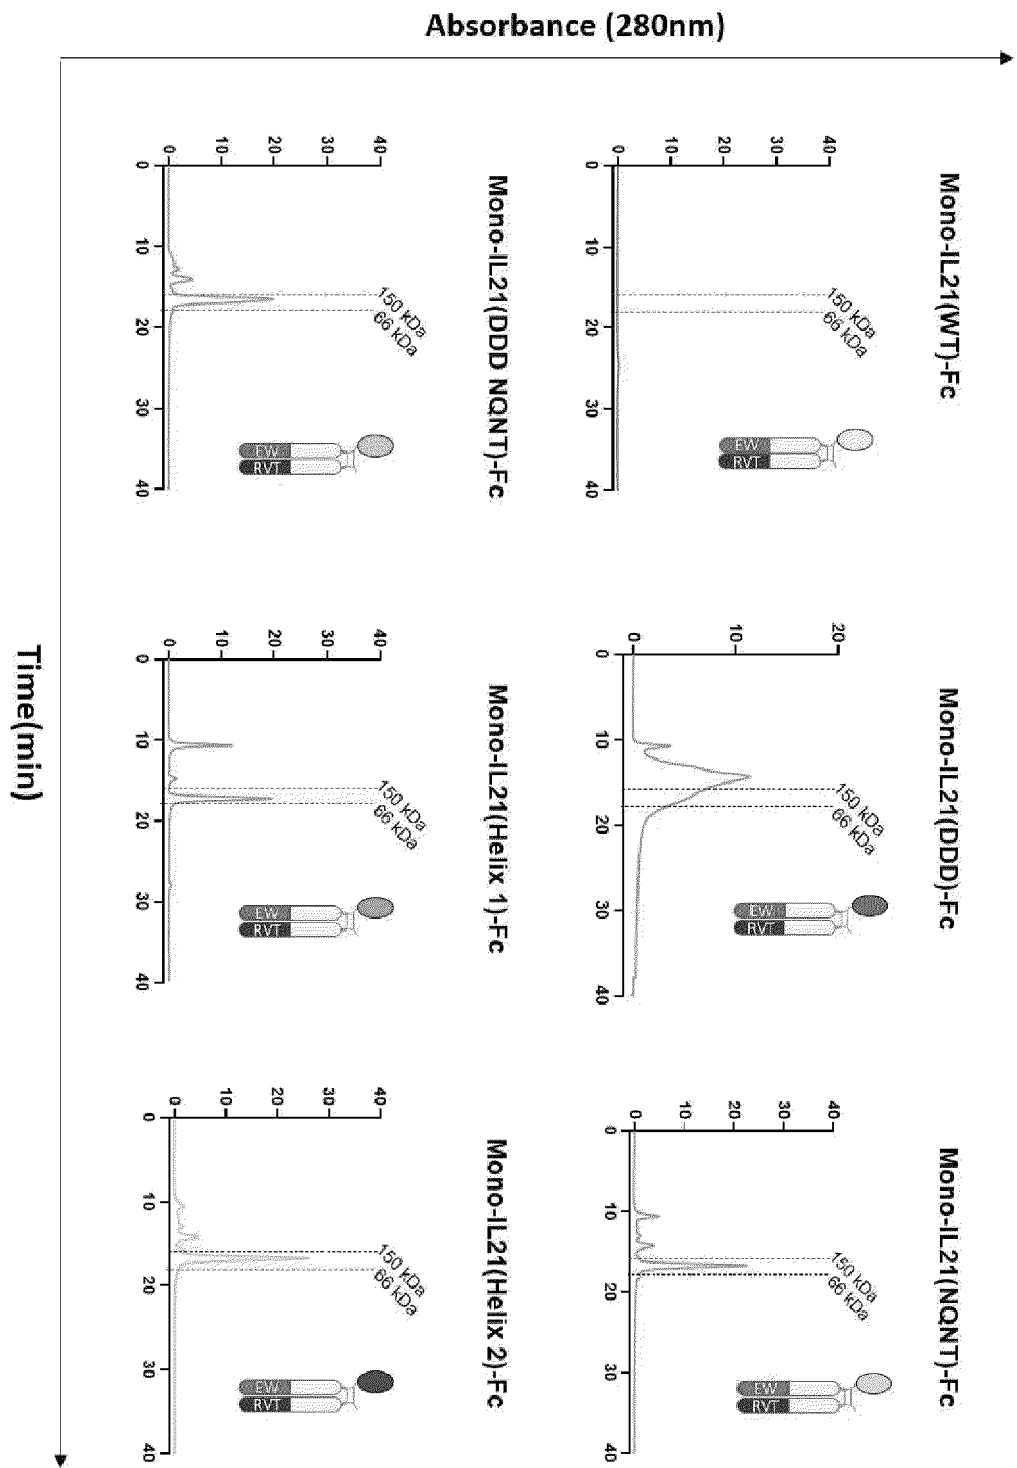 Absorbance (280nm)
Mono-IL21(WT)-Fc
40
30
20
10
0
0
10
20
30
40
150 kDa
66 kDa
EW
RVT
Mono-IL21(DDD)-Fc
20
10
0
0
10
20
30
40
150 kDa
66 kDa
EW
RVT
Mono-IL21(NQNT)-Fc
40
30
20
10
0
0
10
20
30
40
150 kDa
66 kDa
EW
RVT
Mono-IL21(DDD NQNT)-Fc
40
30
20
10
0
0
10
20
30
40
150 kDa
66 kDa
EW
RVT
Mono-IL21(Helix 1)-Fc
40
30
20
10
0
0
10
20
30
40
150 kDa
66 kDa
EW
RVT
Mono-IL21(Helix 2)-Fc
40
30
20
10
0
0
10
20
30
40
150 kDa
66 kDa
EW
RVT
Time(min)